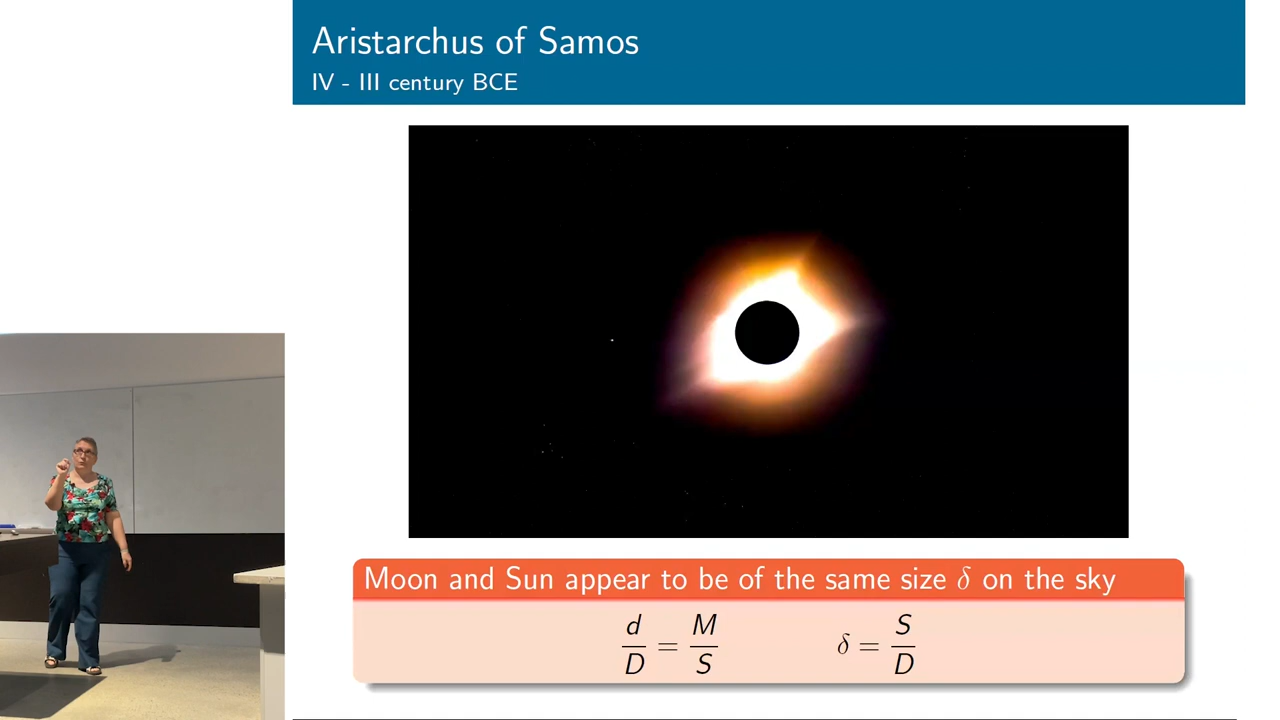 Aristarchus of Samos
IV - III century BCE
Moon and Sun appear to be of the same size δ on the sky
d/D = M/S    δ = S/D